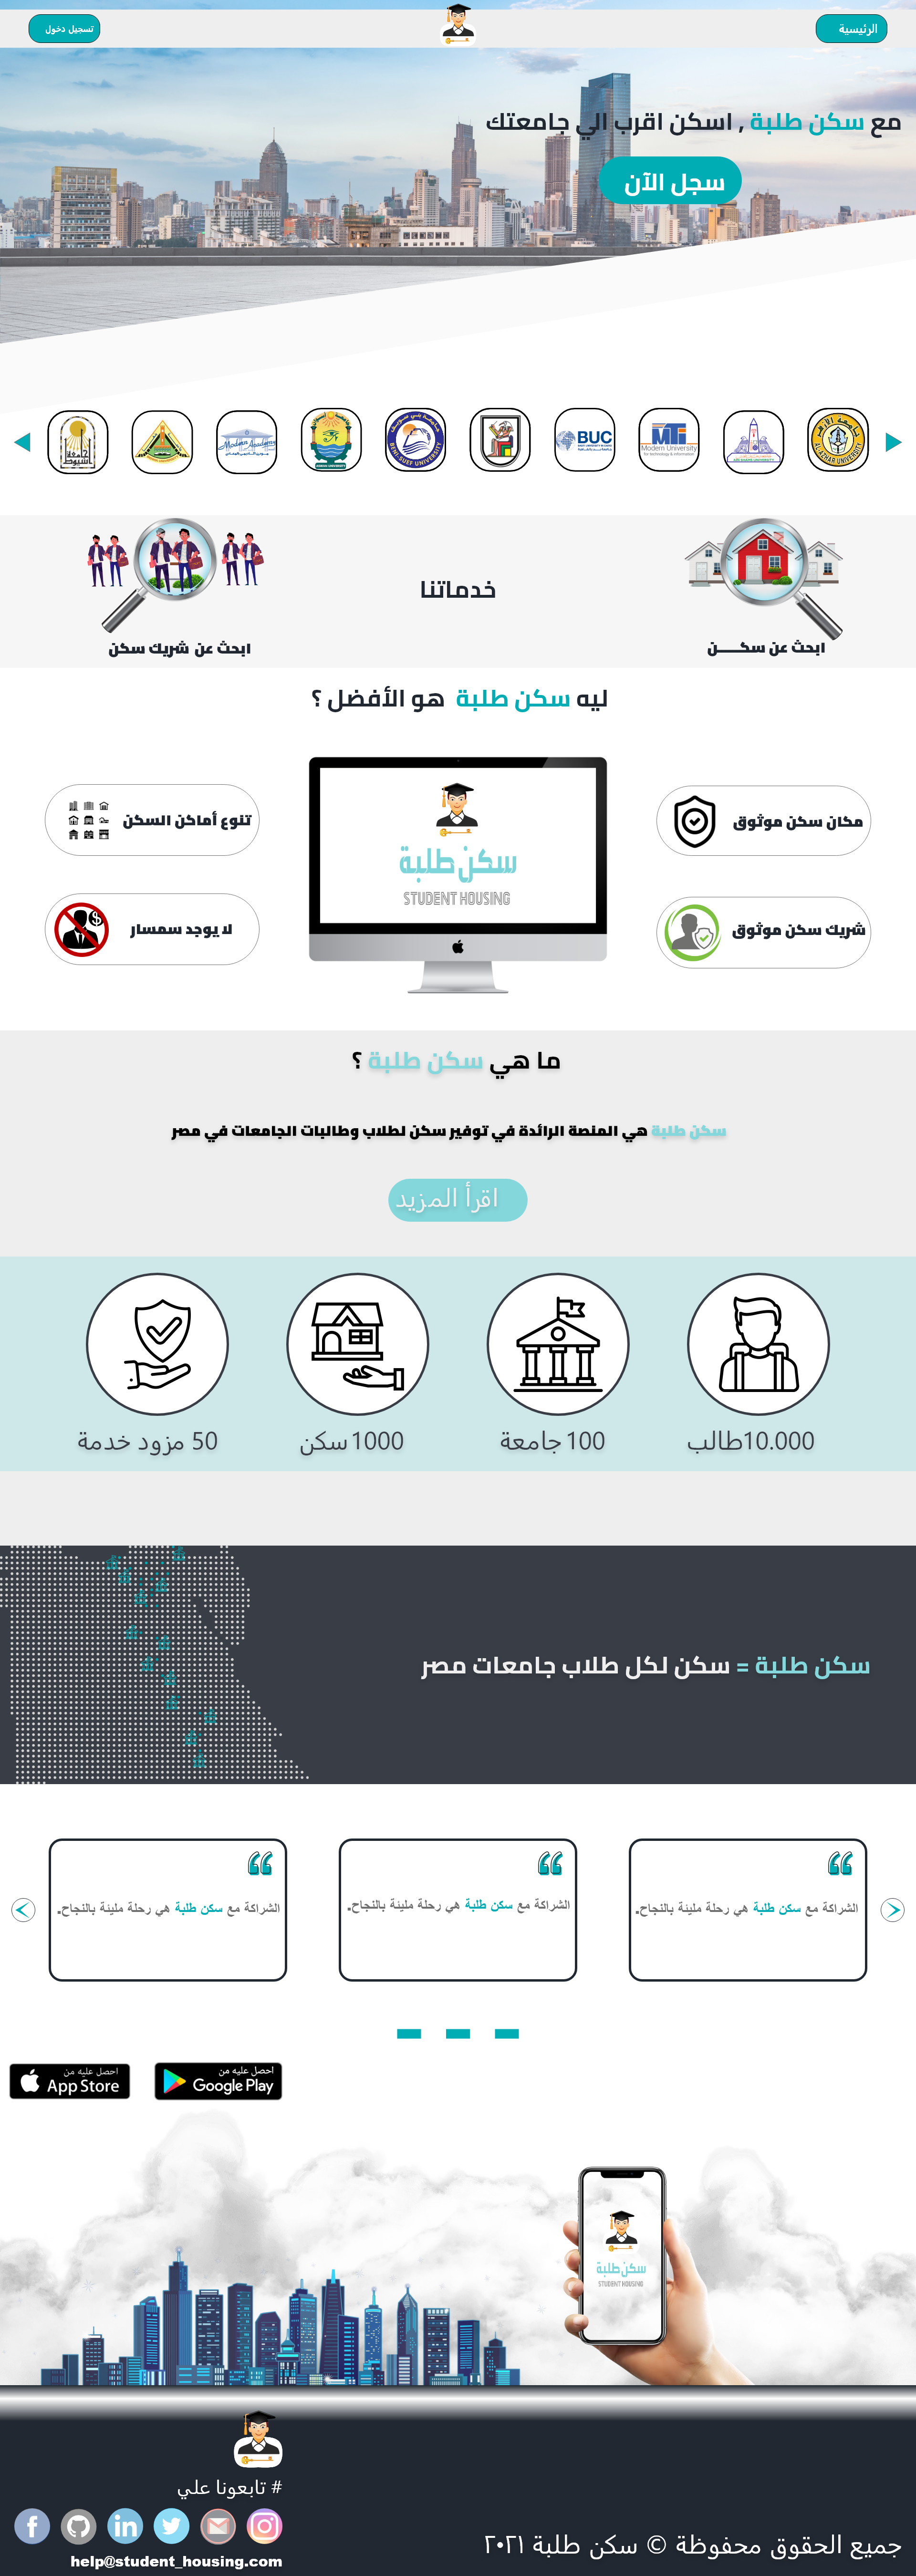 الرئيسية
تسجيل دخول
مع سكن طلبة , اسكن اقرب الي جامعتك
سجل الآن
AL AZHAR UNIVERSITY
MTI
Modern University
for technology & information
BUC
BENI-SUEF UNIVERSITY
Modern Academy
جامعة أسيوط
خدماتنا
ابحث عن سكـــــن
ابحث عن شريك سكن
ليه سكن طلبة هو الأفضل ؟
مكان سكن موثوق
تنوع أماكن السكن
سكن طلبة
STUDENT HOUSING
شريك سكن موثوق
لا يوجد سمسار
ما هي سكن طلبة ؟
سكن طلبة هي المنصة الرائدة في توفير سكن لطلاب وطالبات الجامعات في مصر
اقرأ المزيد
10.000طالب
100 جامعة
1000 سكن
50 مزود خدمة
سكن طلبة = سكن لكل طلاب جامعات مصر
الشراكة مع سكن طلبة هي رحلة مليئة بالنجاح.
الشراكة مع سكن طلبة هي رحلة مليئة بالنجاح.
الشراكة مع سكن طلبة هي رحلة مليئة بالنجاح.
احصل عليه من
Google Play
احصل عليه من
App Store
سكن طلبة
STUDENT HOUSING
# تابعونا علي
help@student_housing.com
جميع الحقوق محفوظة © سكن طلبة ٢٠٢١